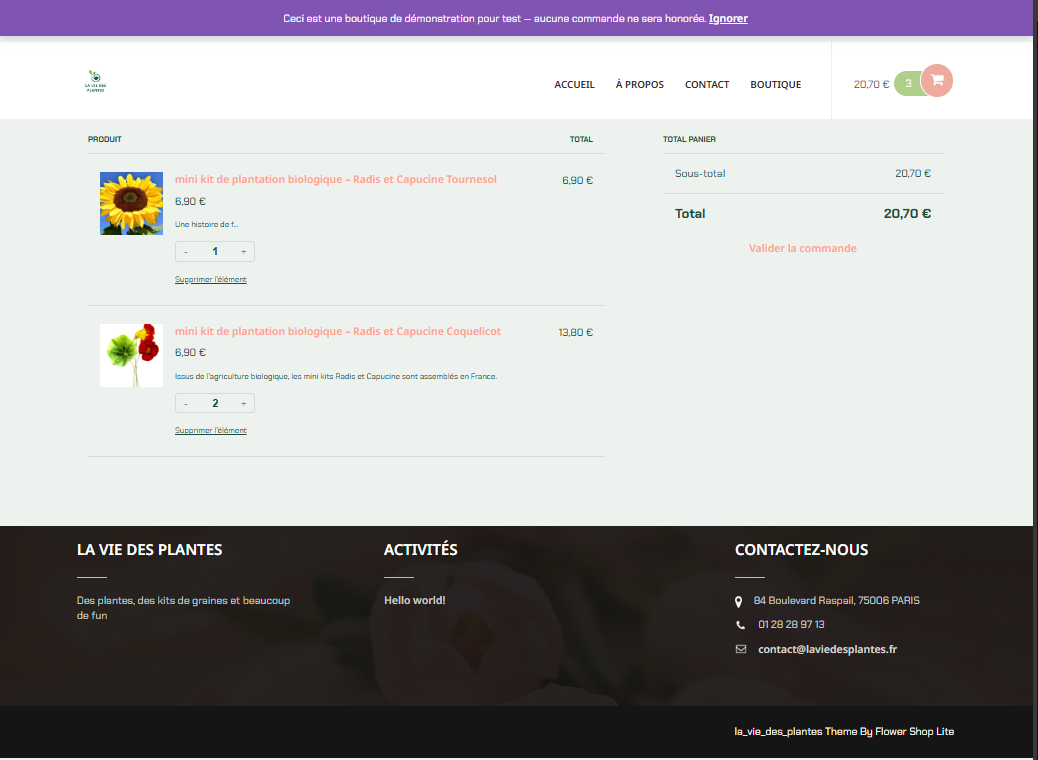 Ceci est une boutique de démonstration pour test — aucune commande ne sera honorée. Ignorer
LA VIE DES
PLANTES
ACCUEIL À PROPOS CONTACT BOUTIQUE 20,70 € 3
PRODUIT TOTAL
mini kit de plantation biologique – Radis et Capucine Tournesol 6,90 €
6,90 €
Une histoire de f…
- 1 +
Supprimer l'élément
mini kit de plantation biologique – Radis et Capucine Coquelicot 13,80 €
6,90 €
Issus de l'agriculture biologique, les mini kits Radis et Capucine sont assemblés en France.
- 2 +
Supprimer l'élément
TOTAL PANIER
Sous-total 20,70 €
Total 20,70 €
Valider la commande
LA VIE DES PLANTES
Des plantes, des kits de graines et beaucoup
de fun
ACTIVITÉS
Hello world!
CONTACTEZ-NOUS
84 Boulevard Raspail, 75006 PARIS
01 28 28 97 13
contact@laviedesplantes.fr
la_vie_des_plantes Theme By Flower Shop Lite